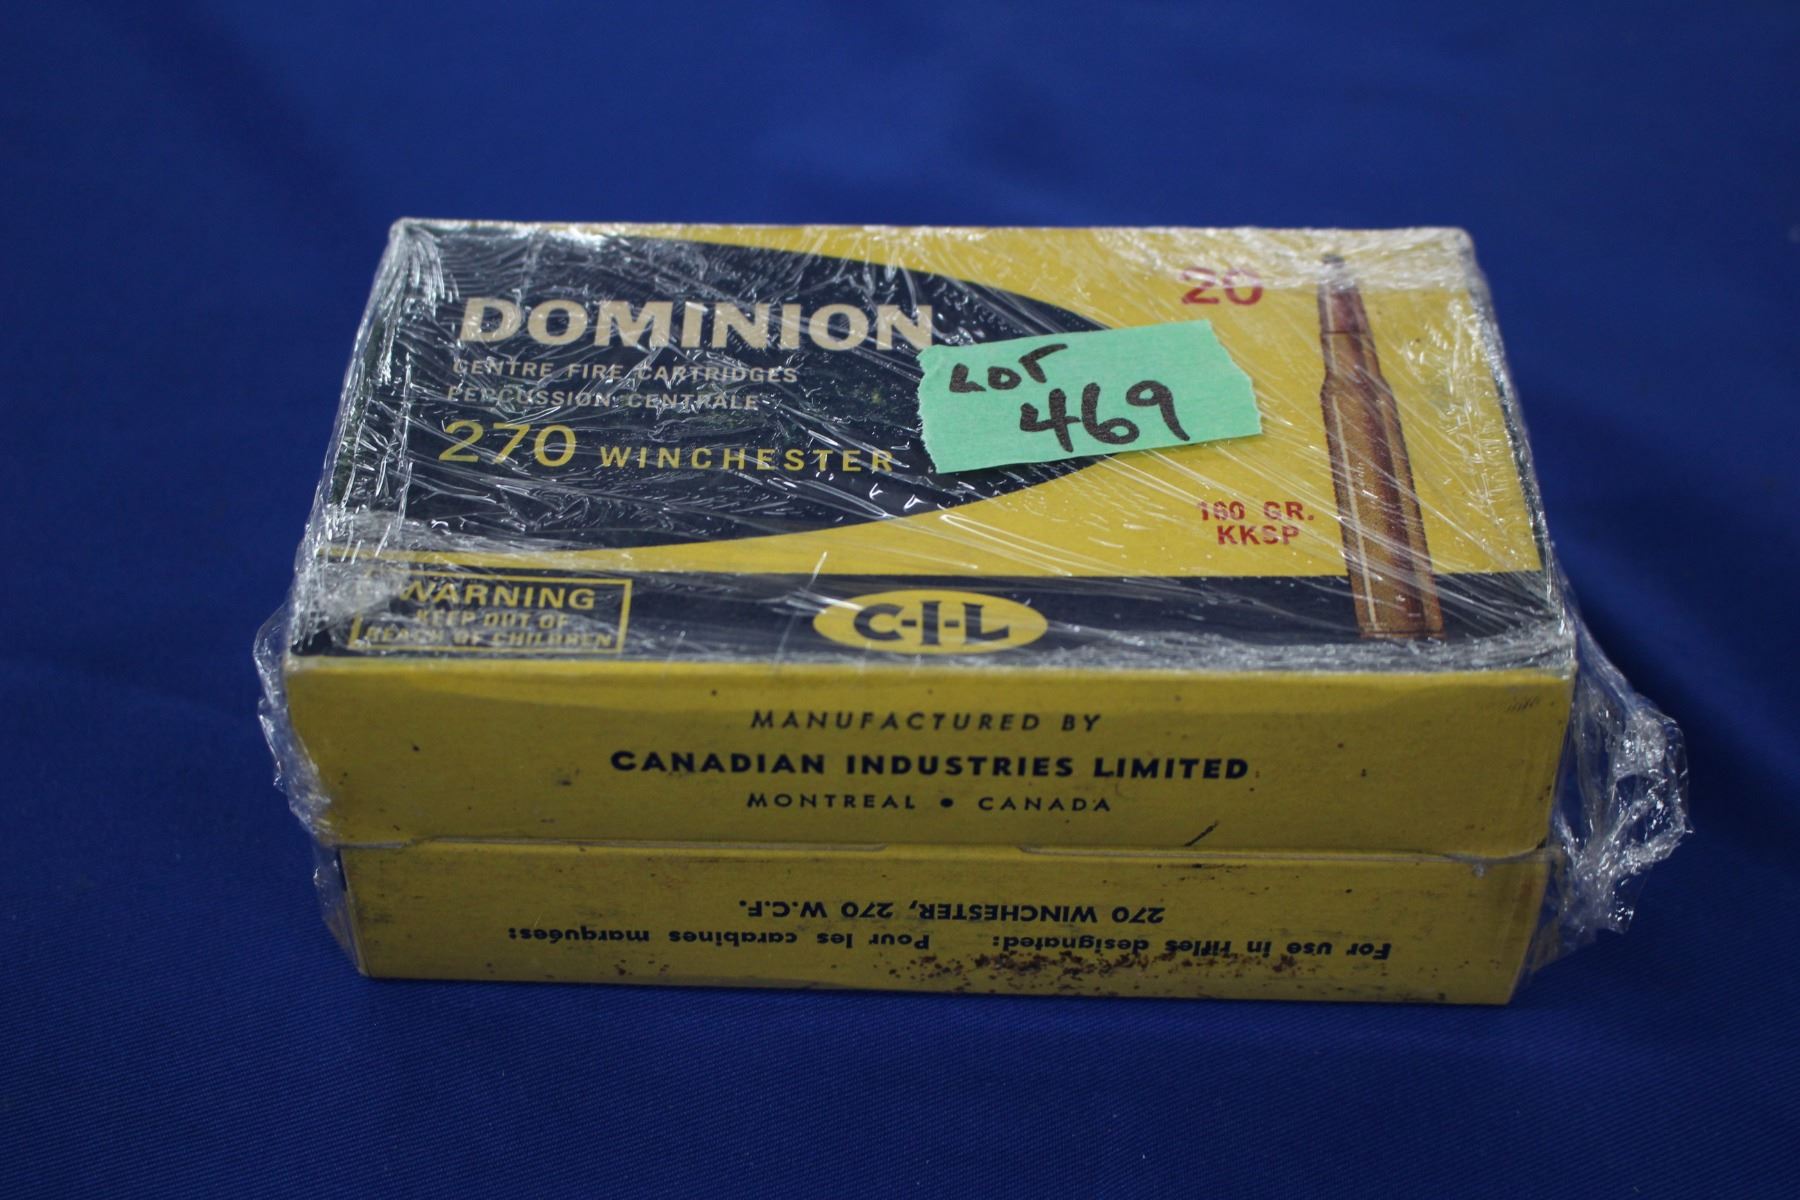 DOMINION
CENTRE FIRE CARTRIDGES
PERCUSSION CENTRALE
270 WINCHESTER
LOT
469
20
160 GR.
KKSP
WARNING
KEEP OUT OF
REACH OF CHILDREN
C-I-L
MANUFACTURED BY
CANADIAN INDUSTRIES LIMITED
MONTREAL • CANADA
For use in rifles designated: Pour les carabines marquées:
270 WINCHESTER, 270 W.C.F.